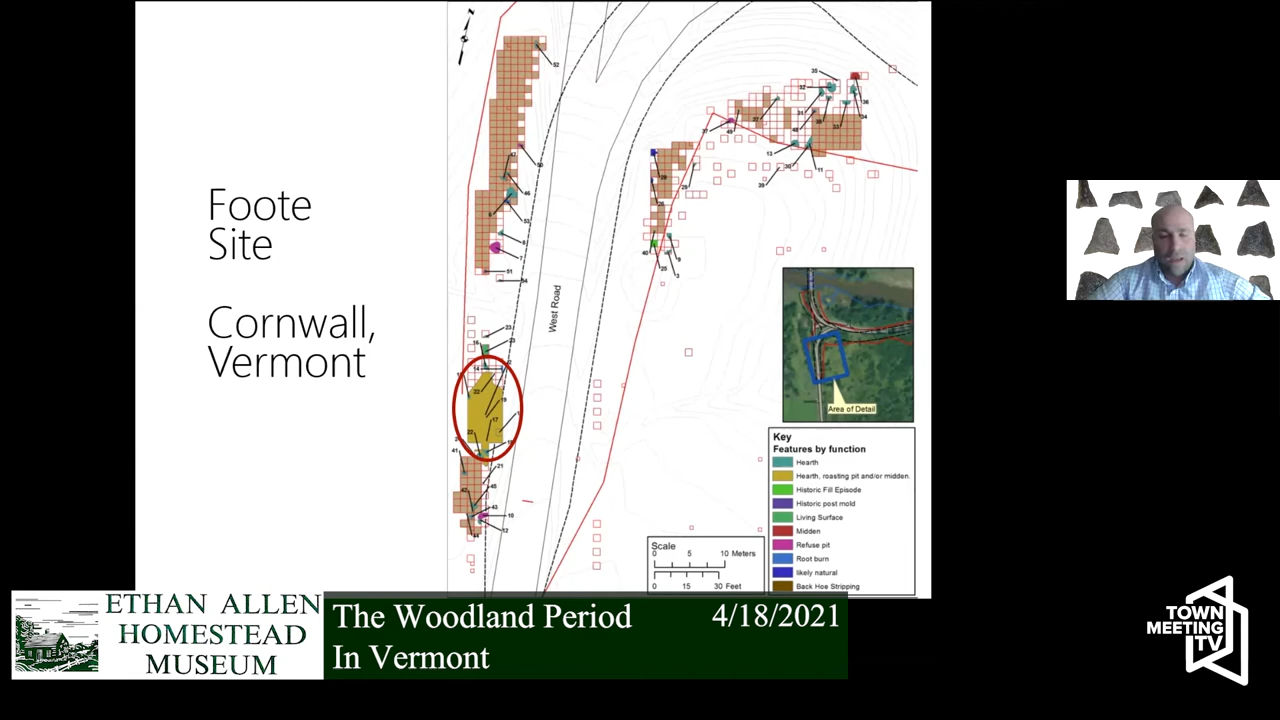 Foote
Site
Cornwall,
Vermont
West Road
Area of Detail
Key
Features by function
Hearth
Hearth, roasting pit and/or midden.
Historic Fill Episode
Historic post mold
Living Surface
Midden
Refuse pit
Root burn
likely natural
Back Hoe Stripping
Scale
0 5 10 Meters
0 15 30 Feet
ETHAN ALLEN
HOMESTEAD
MUSEUM
The Woodland Period 4/18/2021
In Vermont
TOWN
MEETING
TV